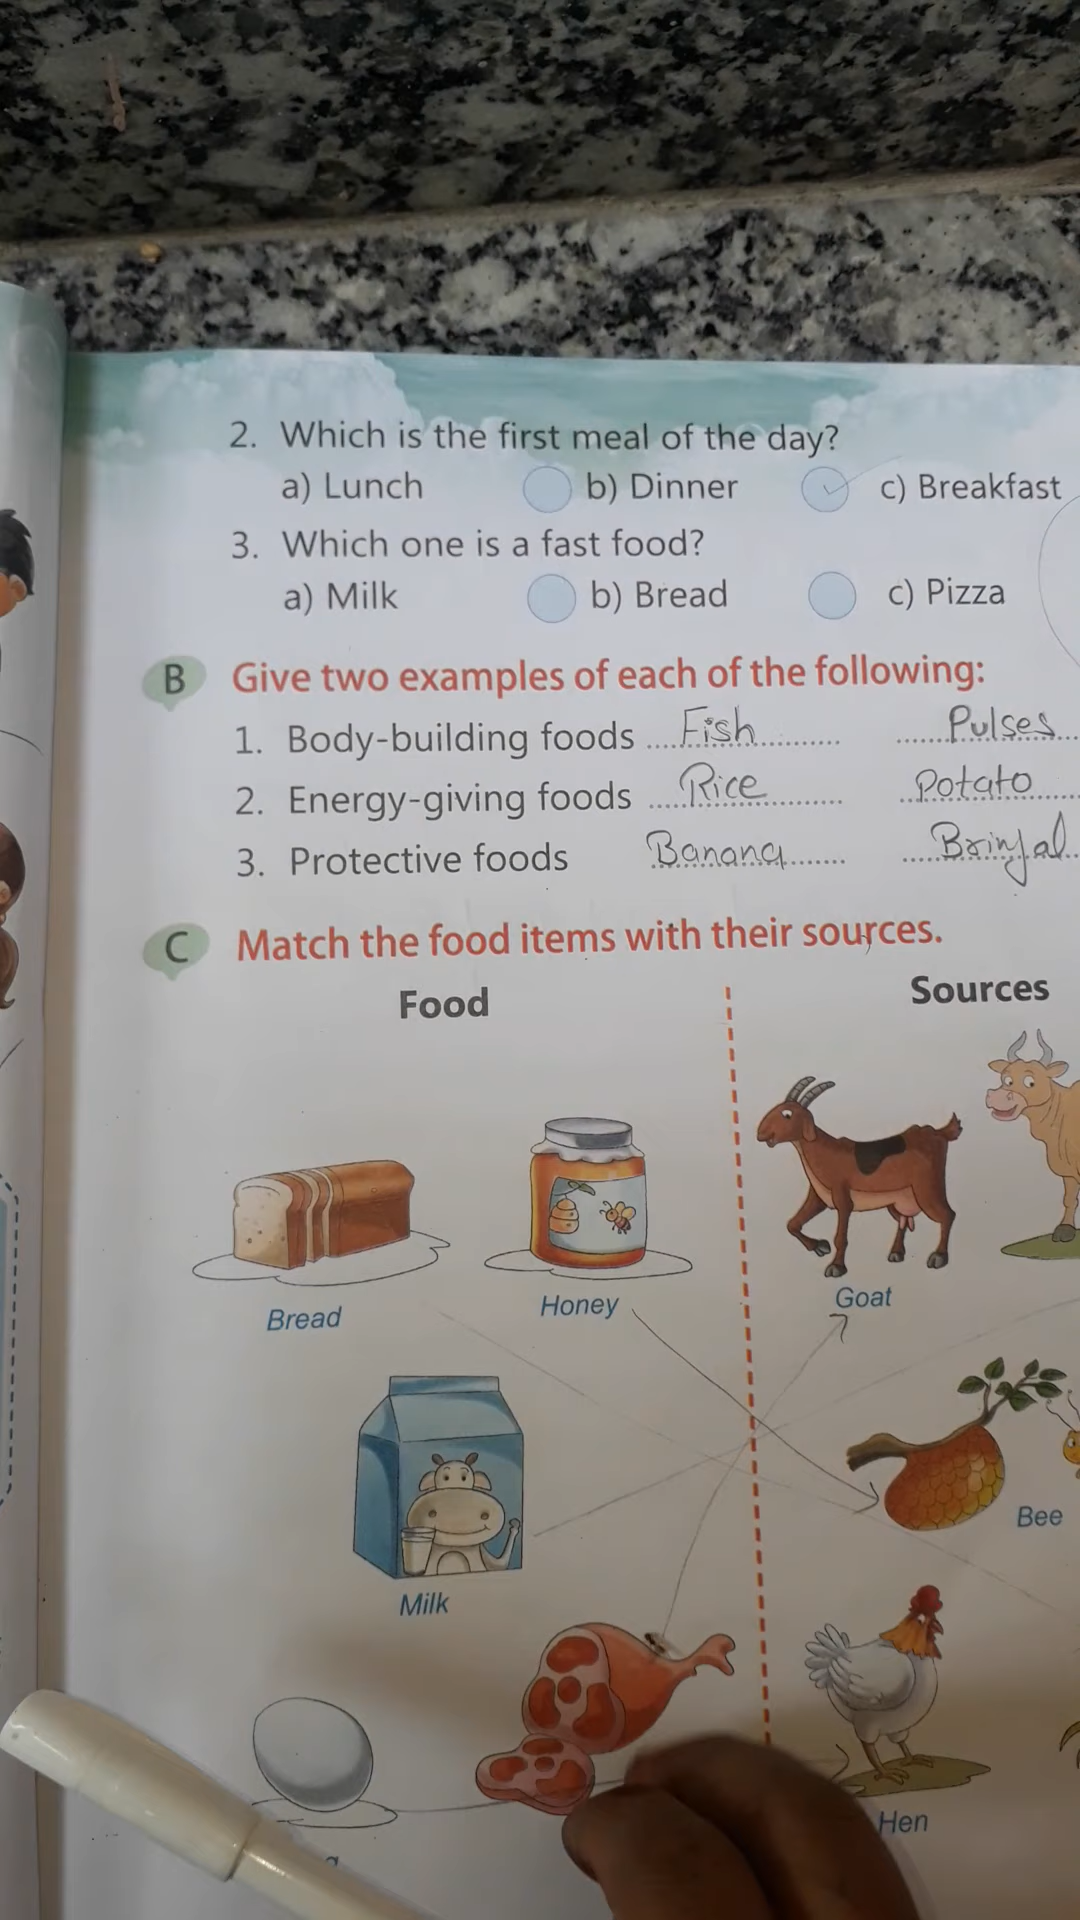 2. Which is the first meal of the day?
a) Lunch b) Dinner c) Breakfast
3. Which one is a fast food?
a) Milk b) Bread c) Pizza
B Give two examples of each of the following:
1. Body-building foods Fish Pulses
2. Energy-giving foods Rice Potato
3. Protective foods Banana Brinjal
C Match the food items with their sources.
Food Sources
Bread Honey Goat
Bee
Milk
Hen